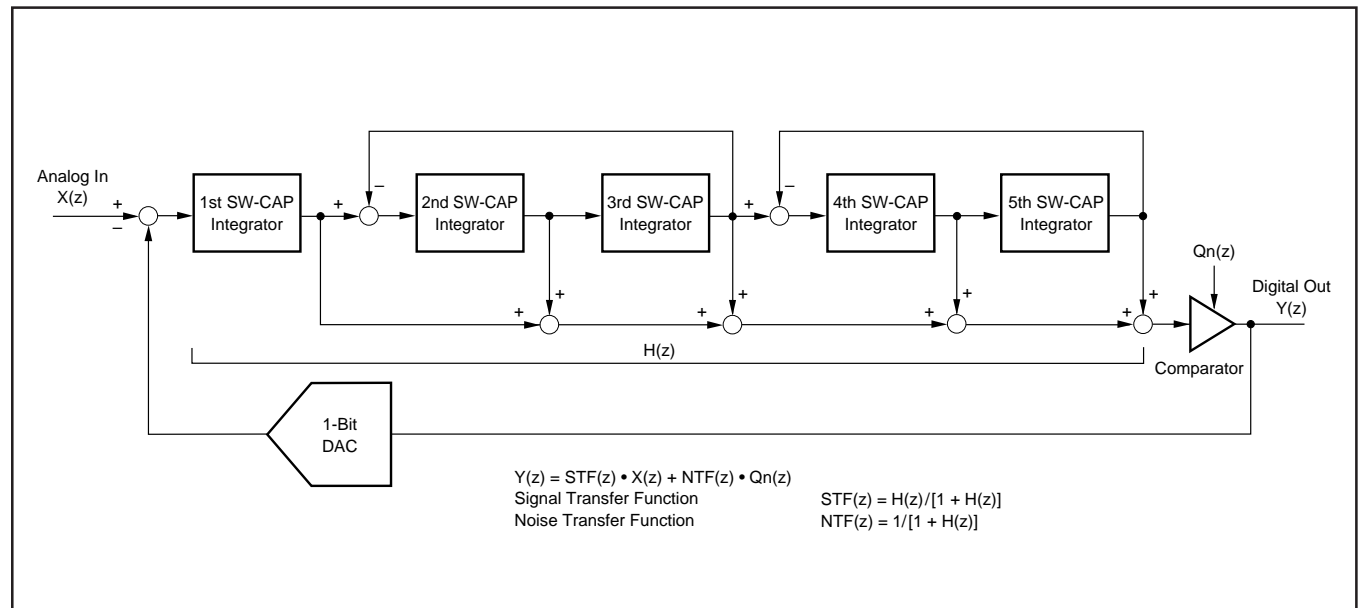 Analog In
X(z)
+
–
1st SW-CAP
Integrator
+
–
2nd SW-CAP
Integrator
3rd SW-CAP
Integrator
+
–
4th SW-CAP
Integrator
5th SW-CAP
Integrator
Qn(z)
Digital Out
Y(z)
+
+
+
+
+
+
+
+
H(z)
Comparator
1-Bit
DAC
Y(z) = STF(z) • X(z) + NTF(z) • Qn(z)
Signal Transfer Function STF(z) = H(z)/[1 + H(z)]
Noise Transfer Function NTF(z) = 1/[1 + H(z)]